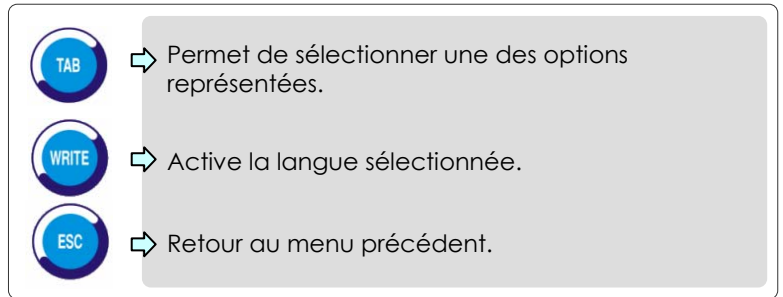 TAB
Permet de sélectionner une des options
représentées.
WRITE
Active la langue sélectionnée.
ESC
Retour au menu précédent.